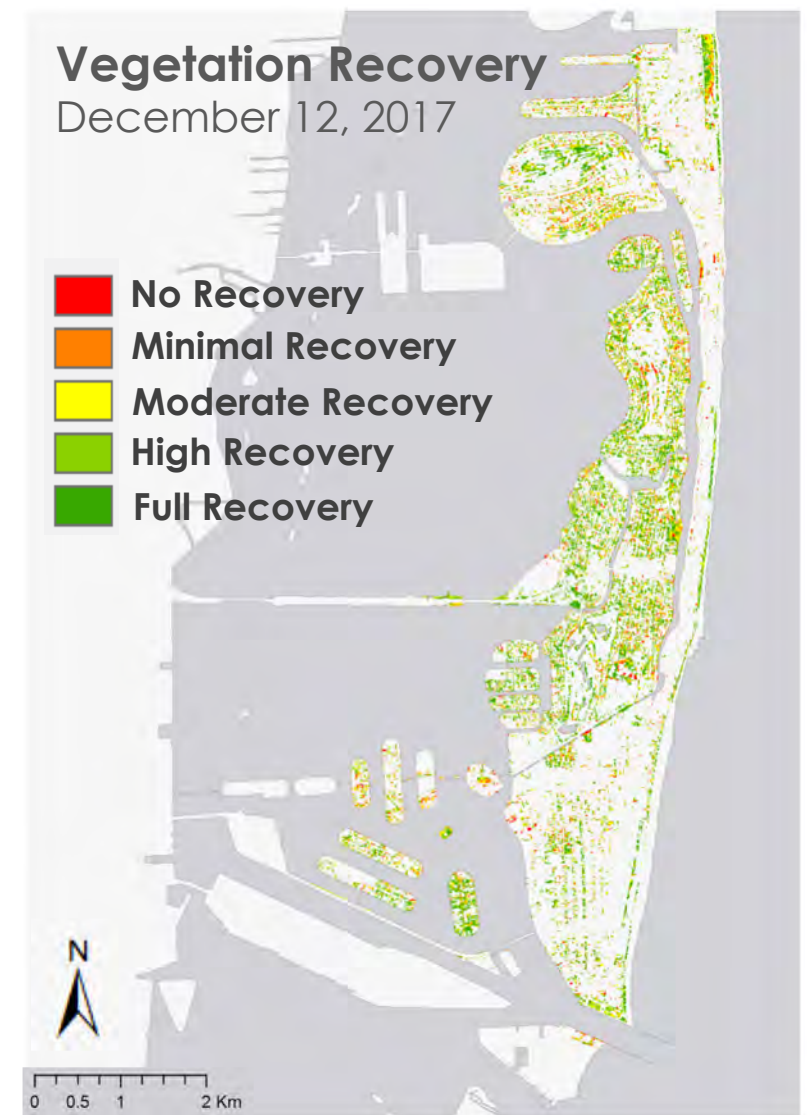 Vegetation Recovery
December 12, 2017
No Recovery
Minimal Recovery
Moderate Recovery
High Recovery
Full Recovery
N
0 0.5 1 2 Km